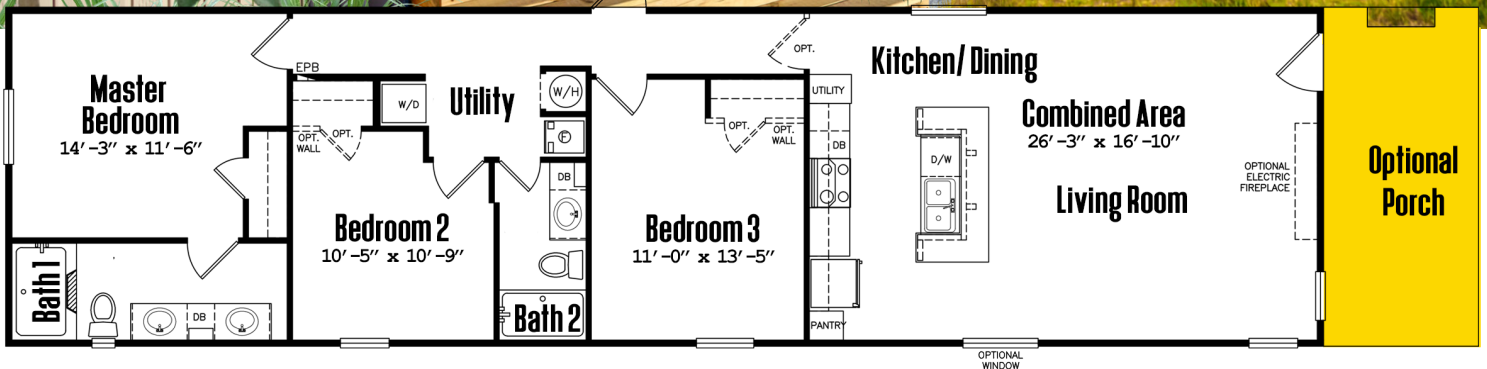 Master
Bedroom
14'-3" x 11'-6"
EPB
OPT.
WALL
OPT.
W/D
Utility
W/H
F
Bedroom 2
10'-5" x 10'-9"
Bath 1
DB
DB
Bath 2
Bedroom 3
11'-0" x 13'-5"
OPT.
OPT.
WALL
OPT.
UTILITY
DB
PANTRY
Kitchen/ Dining
D/W
Combined Area
26'-3" x 16'-10"
Living Room
OPTIONAL
ELECTRIC
FIREPLACE
OPTIONAL
WINDOW
Optional
Porch